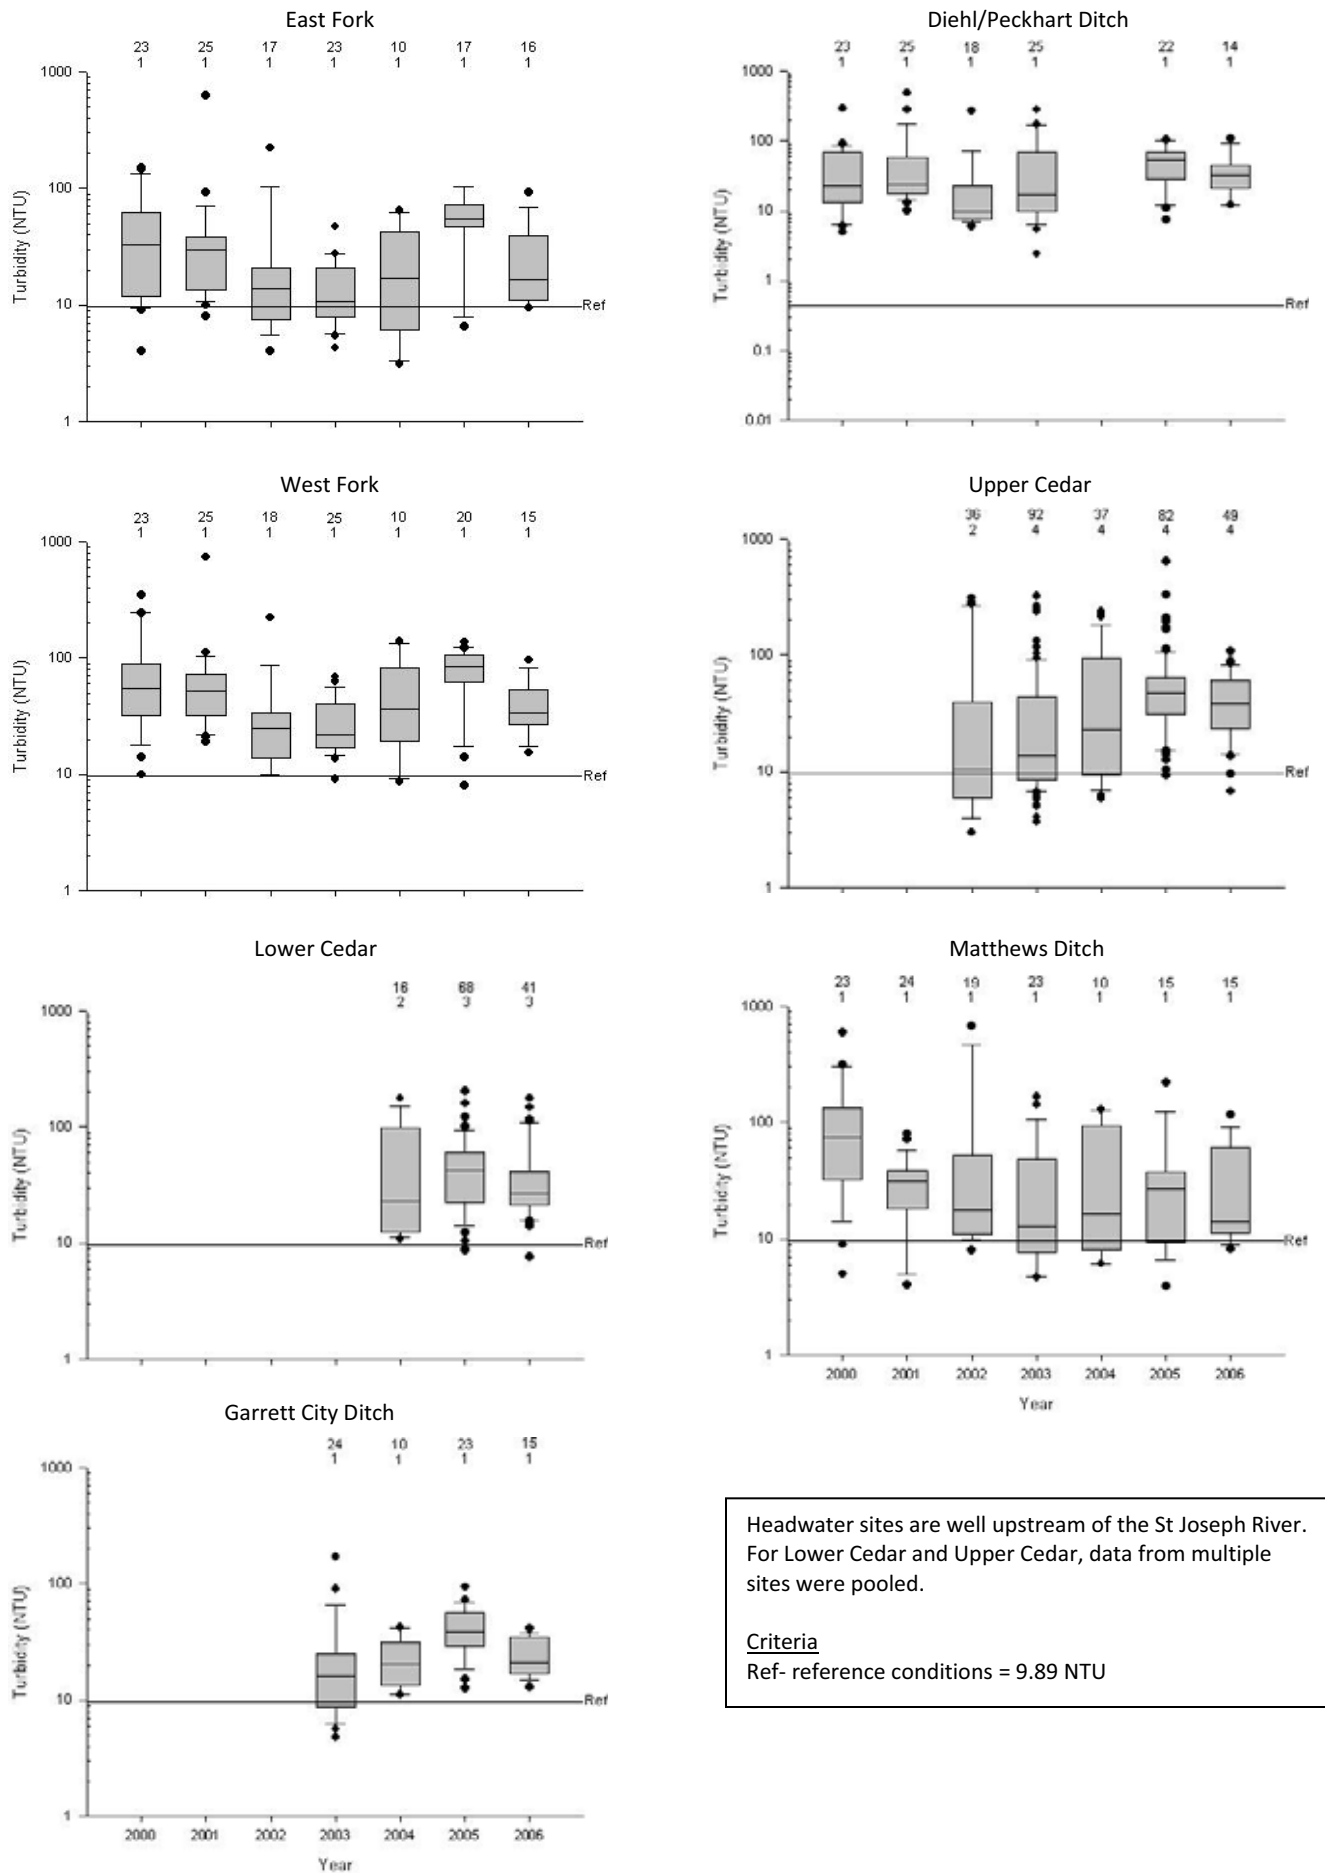 East Fork
23 25 17 23 10 17 16
1 1 1 1 1 1 1
1000
100
10
1
Turbidity (NTU)
Ref
Diehl/Peckhart Ditch
23 25 18 25 22 14
1 1 1 1 1 1
1000
100
10
1
0.1
0.01
Turbidity (NTU)
Ref
West Fork
23 25 18 25 10 20 15
1 1 1 1 1 1 1
1000
100
10
1
Turbidity (NTU)
Ref
Upper Cedar
36 92 37 82 49
2 4 4 4 4
1000
100
10
1
Turbidity (NTU)
Ref
Lower Cedar
16 68 41
2 3 3
1000
100
10
1
Turbidity (NTU)
Ref
Matthews Ditch
23 24 19 23 10 15 15
1 1 1 1 1 1 1
1000
100
10
1
Turbidity (NTU)
Ref
2000 2001 2002 2003 2004 2005 2006
Year
Garrett City Ditch
24 10 23 15
1 1 1 1
1000
100
10
1
Turbidity (NTU)
Ref
2000 2001 2002 2003 2004 2005 2006
Year
Headwater sites are well upstream of the St Joseph River.
For Lower Cedar and Upper Cedar, data from multiple
sites were pooled.
Criteria
Ref- reference conditions = 9.89 NTU